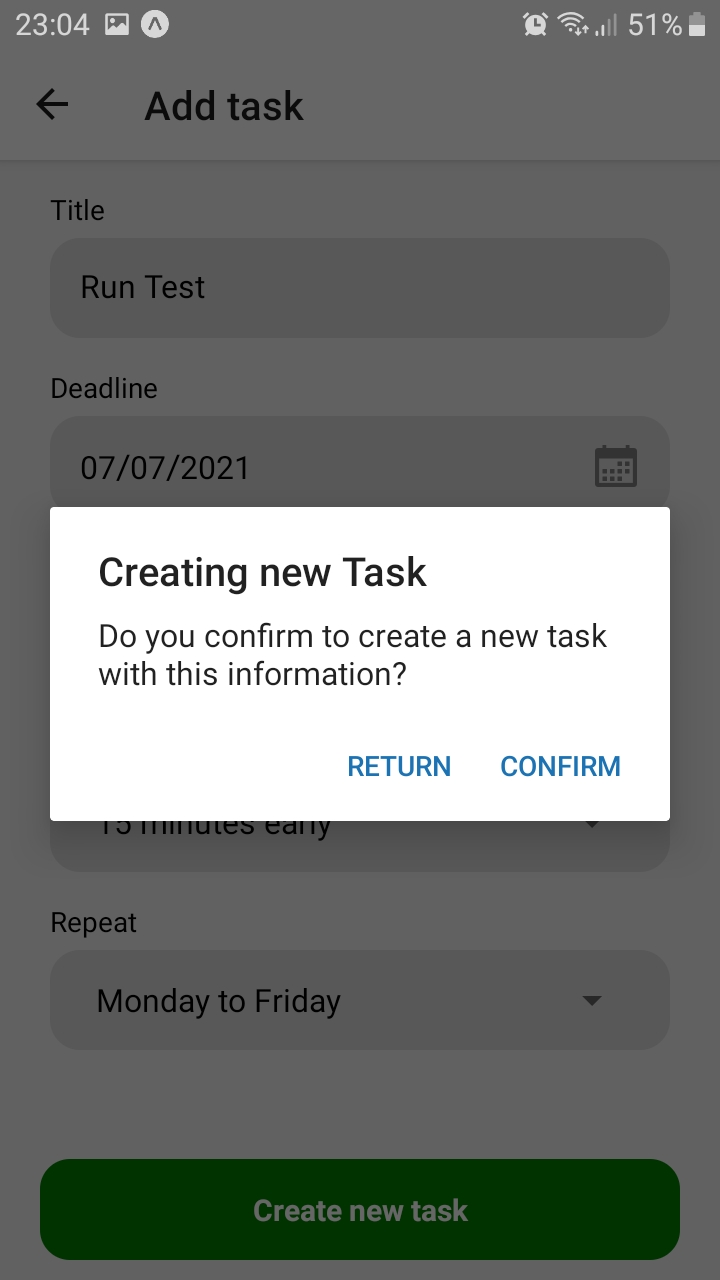 23:04
51%
Add task
Title
Run Test
Deadline
07/07/2021
Creating new Task
Do you confirm to create a new task
with this information?
RETURN CONFIRM
15 minutes early
Repeat
Monday to Friday
Create new task